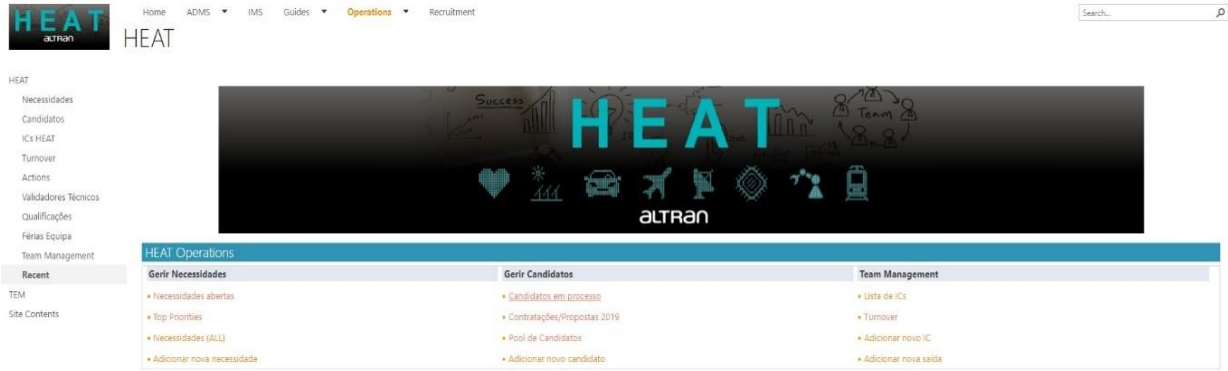 HEAT
altran
Home ADMS IMS Guides Operations Recruitment
Search...
HEAT
HEAT
Necessidades
Candidatos
ICs HEAT
Turnover
Actions
Validadores Técnicos
Qualificações
Férias Equipa
Team Management
Recent
TEM
Site Contents
Success
HEAT
Team
altran
HEAT Operations
Gerir Necessidades Gerir Candidatos Team Management
• Necessidades abertas • Candidatos em processo • Lista de ICs
• Top Priorities • Contratações/Propostas 2019 • Turnover
• Necessidades (ALL) • Pool de Candidatos • Adicionar novo IC
• Adicionar nova necessidade • Adicionar novo candidato • Adicionar nova saída